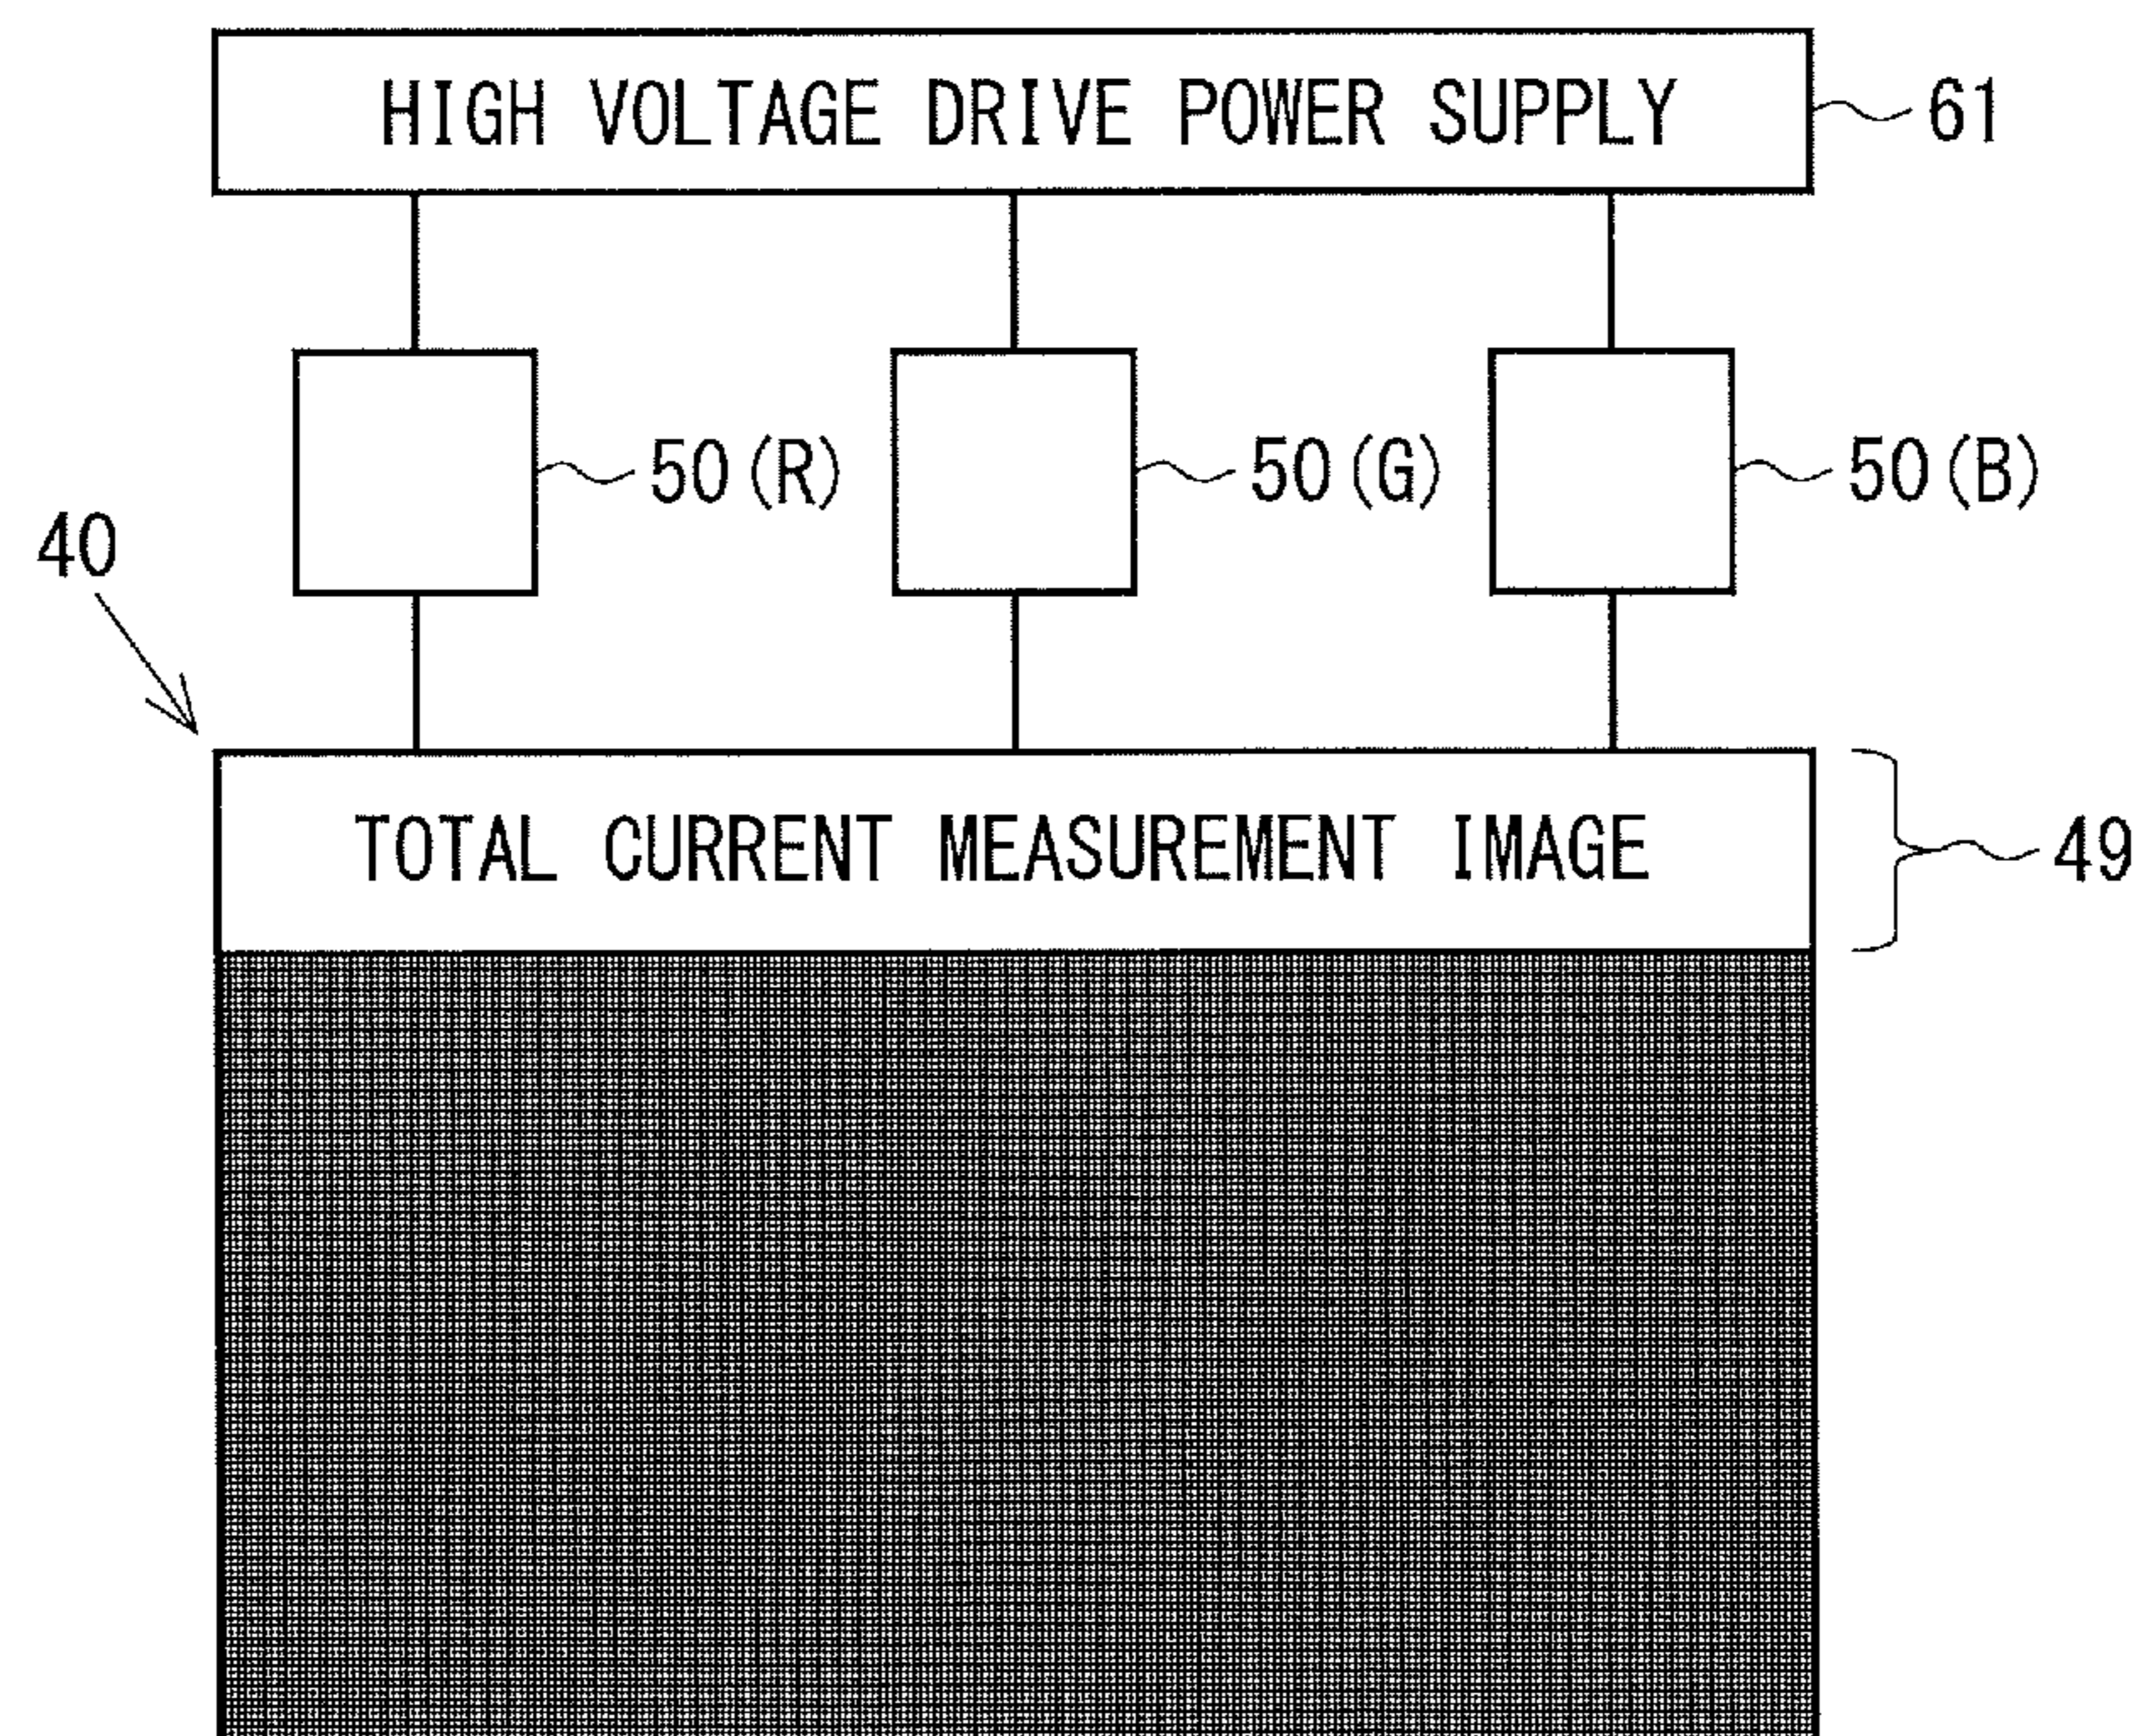 HIGH VOLTAGE DRIVE POWER SUPPLY
61
50(R)
50(G)
50(B)
40
TOTAL CURRENT MEASUREMENT IMAGE
49